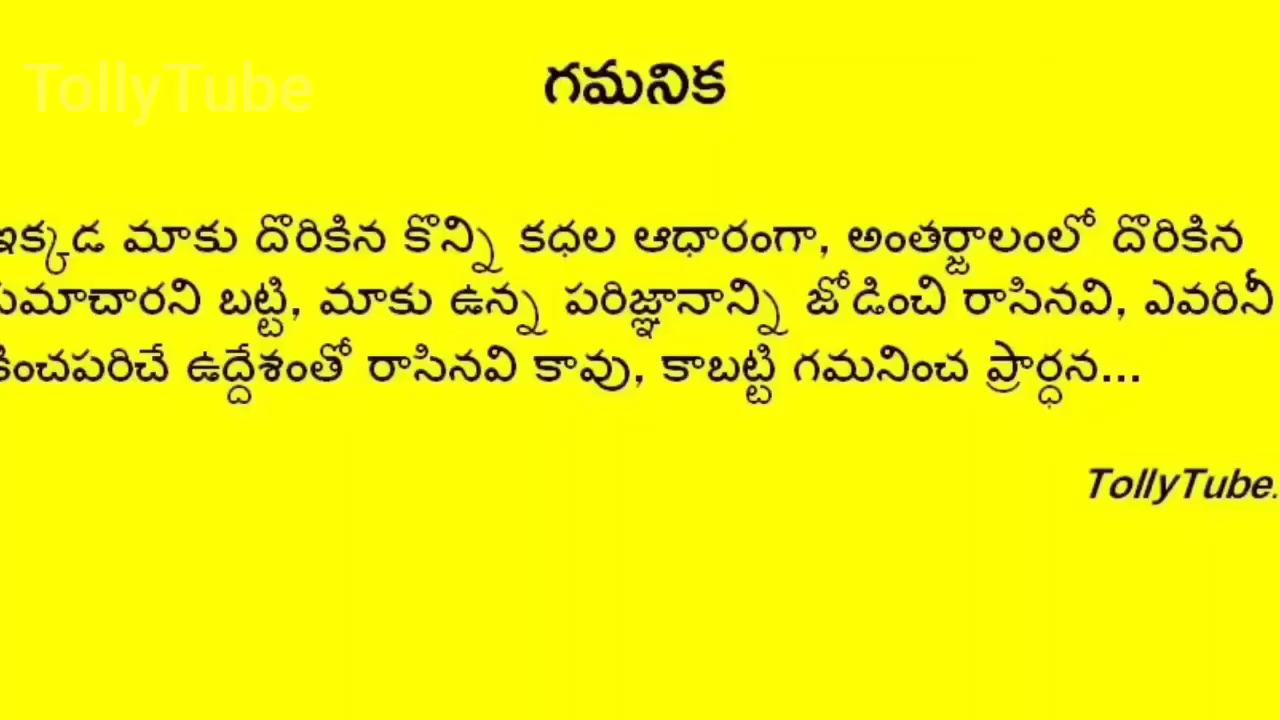 TollyTube
గమనిక
ఇక్కడ మాకు దొరికిన కొన్ని కధల ఆధారంగా, అంతర్జాలంలో దొరికిన
సమాచారని బట్టి, మాకు ఉన్న పరిజ్ఞానాన్ని జోడించి రాసినవి, ఎవరినీ
కించపరిచే ఉద్దేశంతో రాసినవి కావు, కాబట్టి గమనించ ప్రార్ధన...
TollyTube.